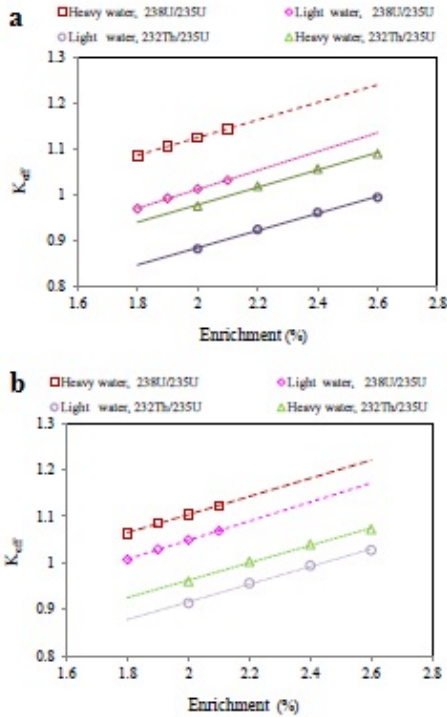 a
Heavy water, 238U/235U
Light water, 238U/235U
Light water, 232Th/235U
Heavy water, 232Th/235U
1.3
1.2
1.1
1
0.9
0.8
Keff
1.6 1.8 2 2.2 2.4 2.6 2.8
Enrichment (%)
b
Heavy water, 238U/235U
Light water, 238U/235U
Light water, 232Th/235U
Heavy water, 232Th/235U
1.3
1.2
1.1
1
0.9
0.8
Keff
1.6 1.8 2 2.2 2.4 2.6 2.8
Enrichment (%)